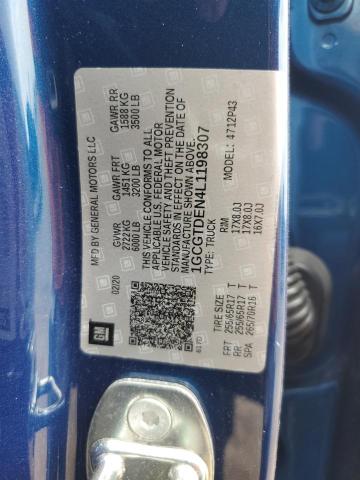 MFD BY GENERAL MOTORS LLC
02/20
GVWR
2722 KG
6000 LB
GAWR FRT
1451 KG
3200 LB
GAWR RR
1588 KG
3500 LB
THIS VEHICLE CONFORMS TO ALL
APPLICABLE U.S. FEDERAL MOTOR
VEHICLE SAFETY AND THEFT PREVENTION
STANDARDS IN EFFECT ON THE DATE OF
MANUFACTURE SHOWN ABOVE.
1GCGTDEN4L1198307
TYPE: TRUCK
MODEL: 4712P43
GM
617D
TIRE SIZE RIM
FRT 255/65R17 T 17X8.0J
RR 255/65R17 T 17X8.0J
SPA 265/70R16 T 16X7.0J